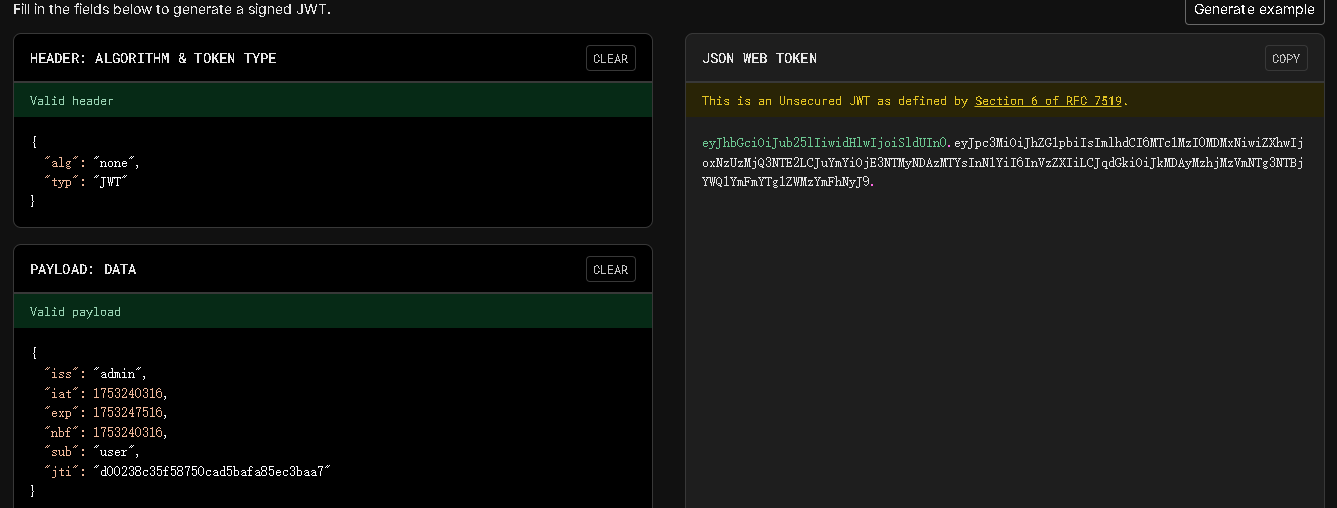 Fill in the fields below to generate a signed JWT.
Generate example
HEADER: ALGORITHM & TOKEN TYPE
CLEAR
Valid header
{
"alg": "none",
"typ": "JWT"
}
PAYLOAD: DATA
CLEAR
Valid payload
{
"iss": "admin",
"iat": 1753240316,
"exp": 1753247516,
"nbf": 1753240316,
"sub": "user",
"jti": "d00238c35f58750cad5bafa85ec3baa7"
}
JSON WEB TOKEN
COPY
This is an Unsecured JWT as defined by Section 6 of RFC 7519.
eyJhbGciOiJub25lIiwidHlwIjoiSldUIn0.eyJpc3MiOiJhZG1pbiIsImlhdCI6MTc1MzI0MDMxNiwiZXhwIj
oxNzUzMjQ3NTE2LCJuYmYiOjE3NTMyNDAzMTYsInN1YiI6InVzZXIiLCJqdGkiOiJkMDAyMzhjMzVmNTg3NTBj
YWQ1YmFmYTg1ZWMzYmFhNyJ9.